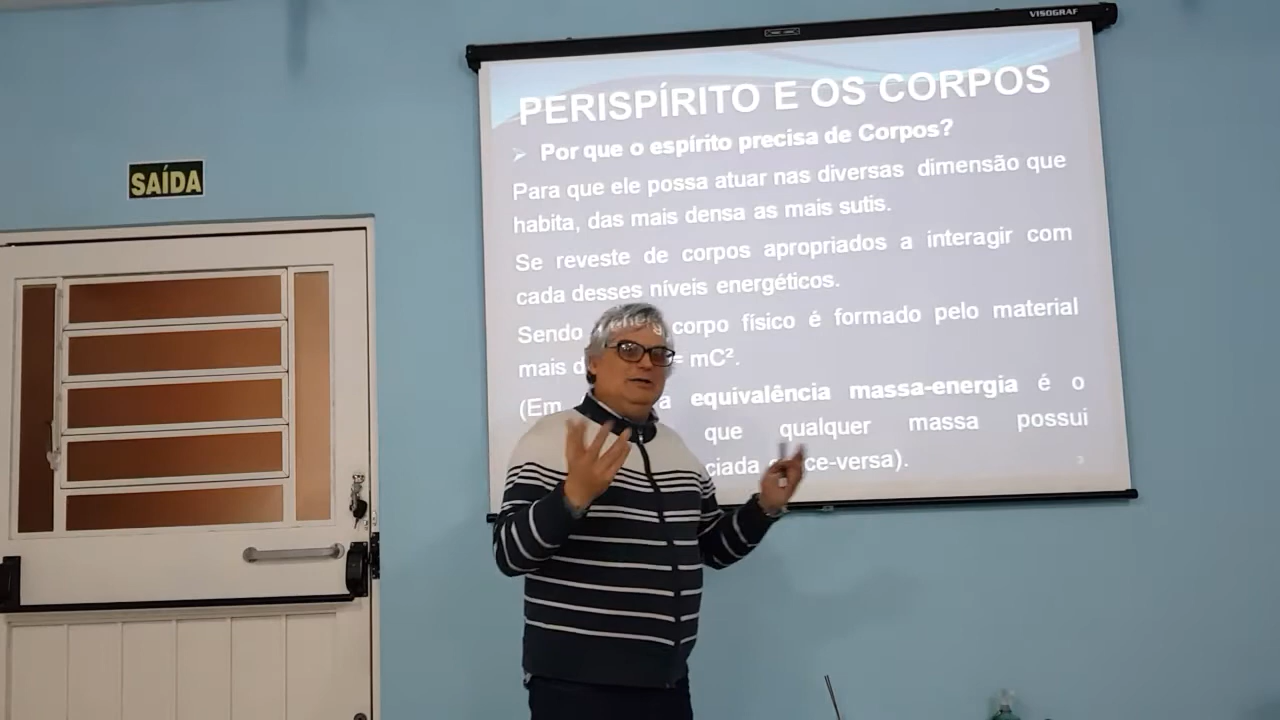 VISOGRAF
PERISPÍRITO E OS CORPOS
Por que o espírito precisa de Corpos?
Para que ele possa atuar nas diversas dimensão que
habita, das mais densa as mais sutis.
Se reveste de corpos apropriados a interagir com
cada desses níveis energéticos.
Sendo corpo físico é formado pelo material
mais = mC².
(Em a equivalência massa-energia é o
que qualquer massa possui
ciada ce-versa).
3
SAÍDA